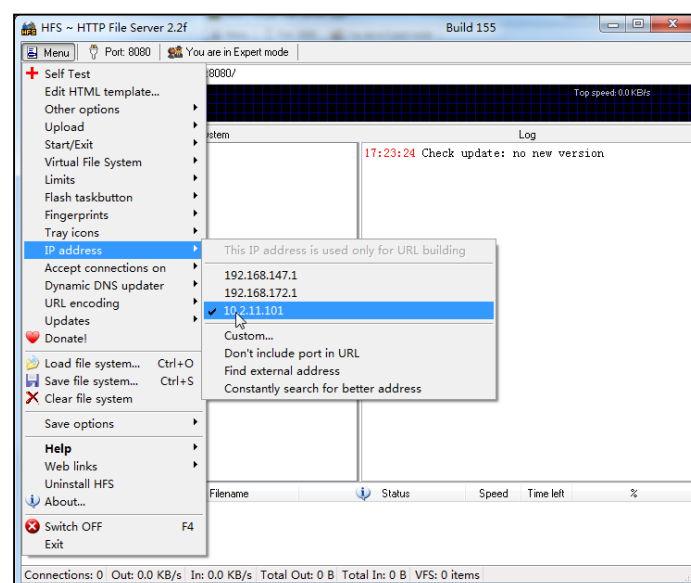 HFS ~ HTTP File Server 2.2f Build 155
Menu Port: 8080 You are in Expert mode
:8080/
Top speed: 0.0 KB/s
stem
Log
17:23:24 Check update: no new version
Self Test
Edit HTML template...
Other options
Upload
Start/Exit
Virtual File System
Limits
Flash taskbutton
Fingerprints
Tray icons
IP address
Accept connections on
Dynamic DNS updater
URL encoding
Updates
Donate!
Load file system... Ctrl+O
Save file system... Ctrl+S
Clear file system
Save options
Help
Web links
Uninstall HFS
About...
Switch OFF F4
Exit
This IP address is used only for URL building
192.168.147.1
192.168.172.1
10.2.11.101
Custom...
Don't include port in URL
Find external address
Constantly search for better address
Filename Status Speed Time left %
Connections: 0 Out: 0.0 KB/s In: 0.0 KB/s Total Out: 0 B Total In: 0 B VFS: 0 items